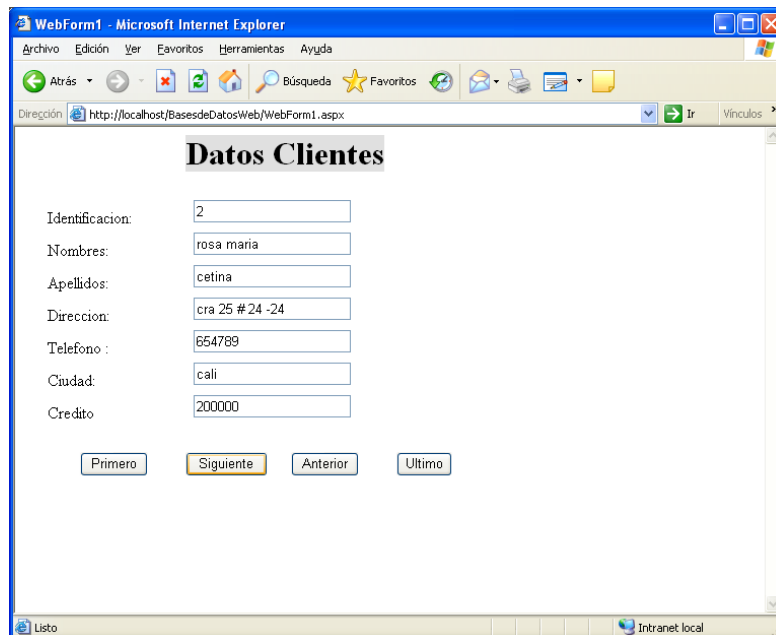 WebForm1 - Microsoft Internet Explorer
Archivo Edición Ver Favoritos Herramientas Ayuda
Atrás Búsqueda Favoritos
Dirección http://localhost/BasesdeDatosWeb/WebForm1.aspx Ir Vínculos »
Datos Clientes
Identificacion: 2
Nombres: rosa maria
Apellidos: cetina
Direccion: cra 25 # 24 -24
Telefono : 654789
Ciudad: cali
Credito 200000
Primero Siguiente Anterior Ultimo
Listo Intranet local